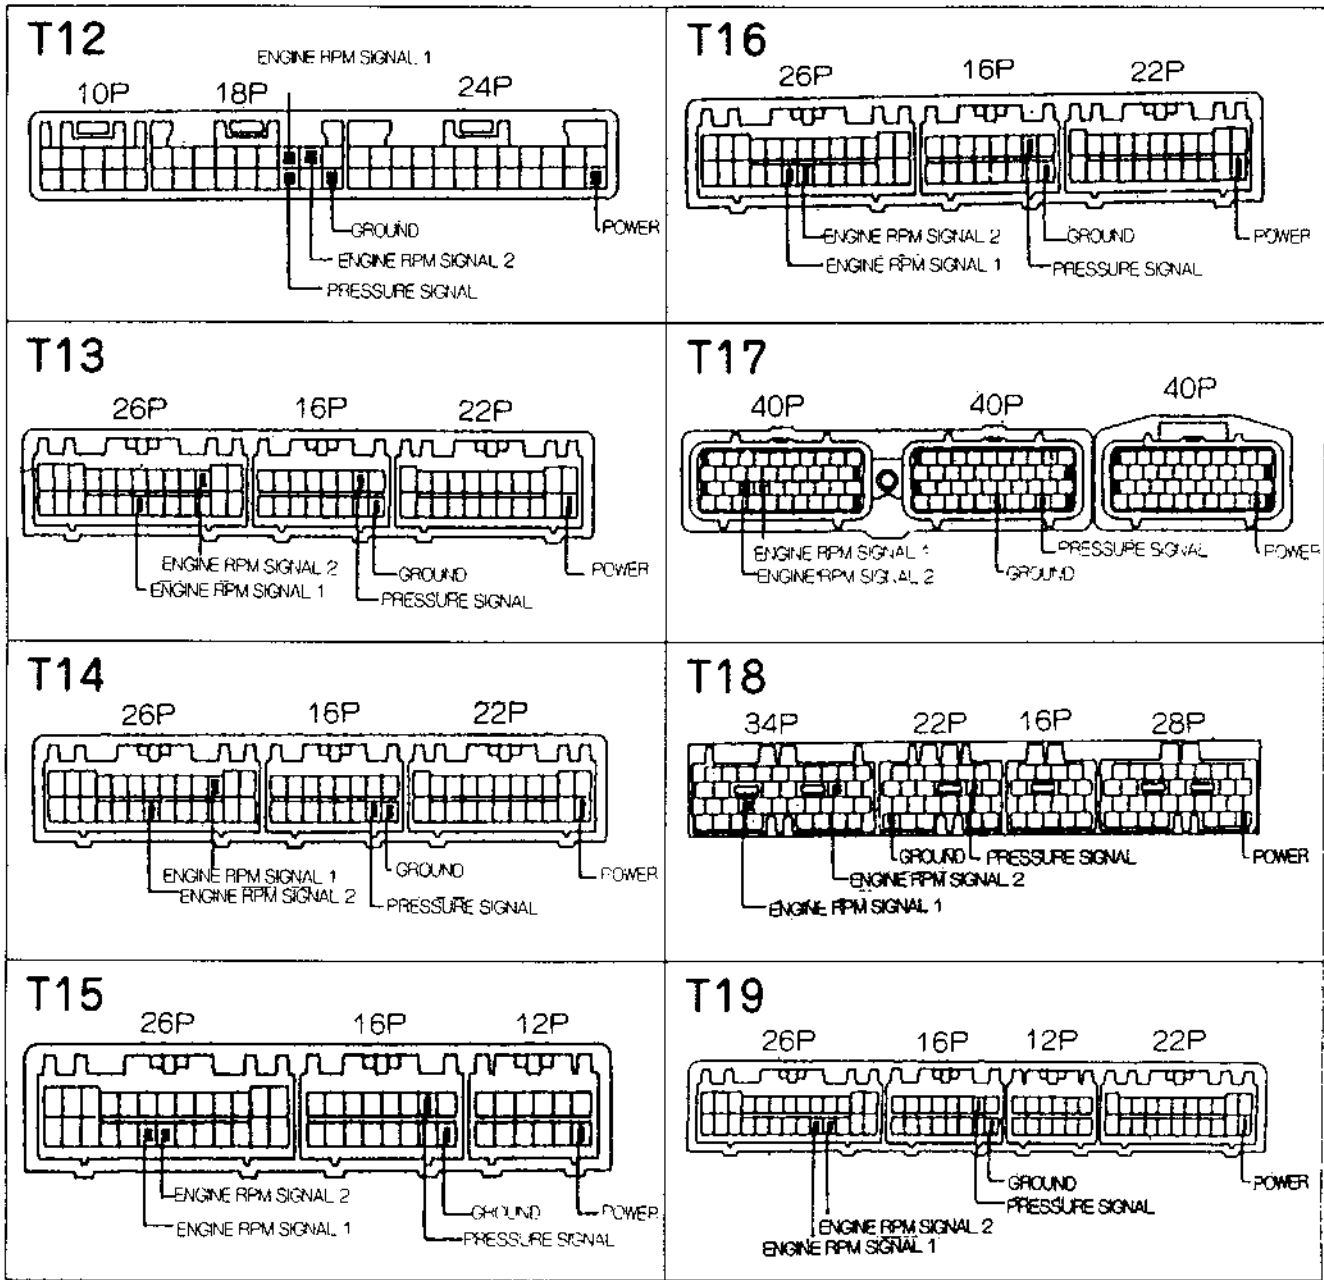 T12
ENGINE RPM SIGNAL 1
10P 18P 24P
GROUND
POWER
ENGINE RPM SIGNAL 2
PRESSURE SIGNAL
T16
26P 16P 22P
ENGINE RPM SIGNAL 2
GROUND
POWER
ENGINE RPM SIGNAL 1
PRESSURE SIGNAL
T13
26P 16P 22P
ENGINE RPM SIGNAL 2
GROUND
POWER
ENGINE RPM SIGNAL 1
PRESSURE SIGNAL
T17
40P 40P 40P
ENGINE RPM SIGNAL 1
PRESSURE SIGNAL
POWER
ENGINE RPM SIGNAL 2
GROUND
T14
26P 16P 22P
ENGINE RPM SIGNAL 1
GROUND
POWER
ENGINE RPM SIGNAL 2
PRESSURE SIGNAL
T18
34P 22P 16P 28P
GROUND
PRESSURE SIGNAL
POWER
ENGINE RPM SIGNAL 2
ENGINE RPM SIGNAL 1
T15
26P 16P 12P
ENGINE RPM SIGNAL 2
GROUND
POWER
ENGINE RPM SIGNAL 1
PRESSURE SIGNAL
T19
26P 16P 12P 22P
GROUND
POWER
PRESSURE SIGNAL
ENGINE RPM SIGNAL 2
ENGINE RPM SIGNAL 1